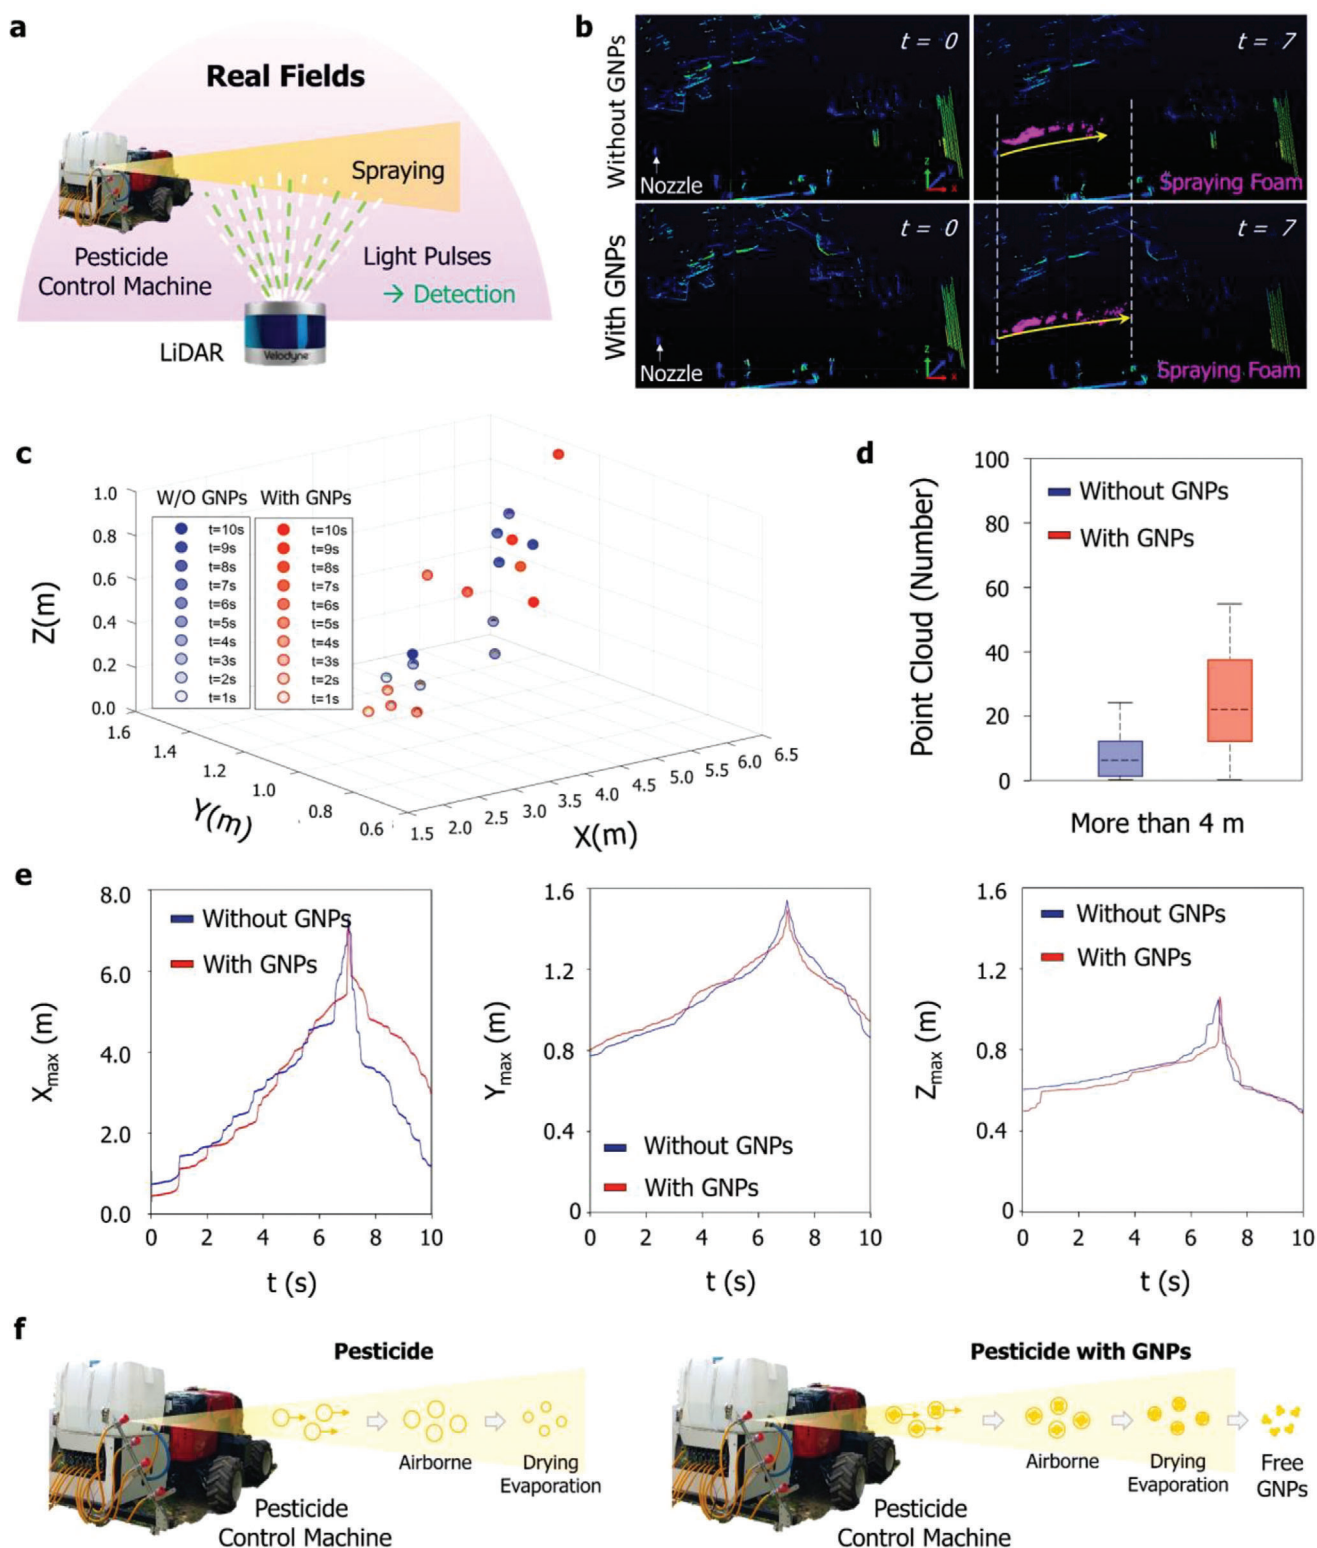 a
Real Fields
Spraying
Pesticide
Control Machine
Light Pulses
→ Detection
LiDAR
Velodyne
b
Without GNPs
t = 0
Nozzle
Z
X
t = 7
Spraying Foam
With GNPs
t = 0
Nozzle
Z
X
t = 7
Spraying Foam
c
Z(m)
1.0
0.8
0.6
0.4
0.2
0.0
W/O GNPs With GNPs
t=10s t=10s
t=9s t=9s
t=8s t=8s
t=7s t=7s
t=6s t=6s
t=5s t=5s
t=4s t=4s
t=3s t=3s
t=2s t=2s
t=1s t=1s
1.6 1.4 1.2 1.0 0.8 0.6
Y(m)
1.5 2.0 2.5 3.0 3.5 4.0 4.5 5.0 5.5 6.0 6.5
X(m)
d
Point Cloud (Number)
100
80
60
40
20
0
Without GNPs
With GNPs
More than 4 m
e
Xmax (m)
8.0
6.0
4.0
2.0
0.0
Without GNPs
With GNPs
0 2 4 6 8 10
t (s)
Ymax (m)
1.6
1.2
0.8
0.4
0
Without GNPs
With GNPs
0 2 4 6 8 10
t (s)
Zmax (m)
1.6
1.2
0.8
0.4
0
Without GNPs
With GNPs
0 2 4 6 8 10
t (s)
f
Pesticide
Airborne
Drying
Evaporation
Pesticide
Control Machine
Pesticide with GNPs
Airborne
Drying
Evaporation
Free
GNPs
Pesticide
Control Machine